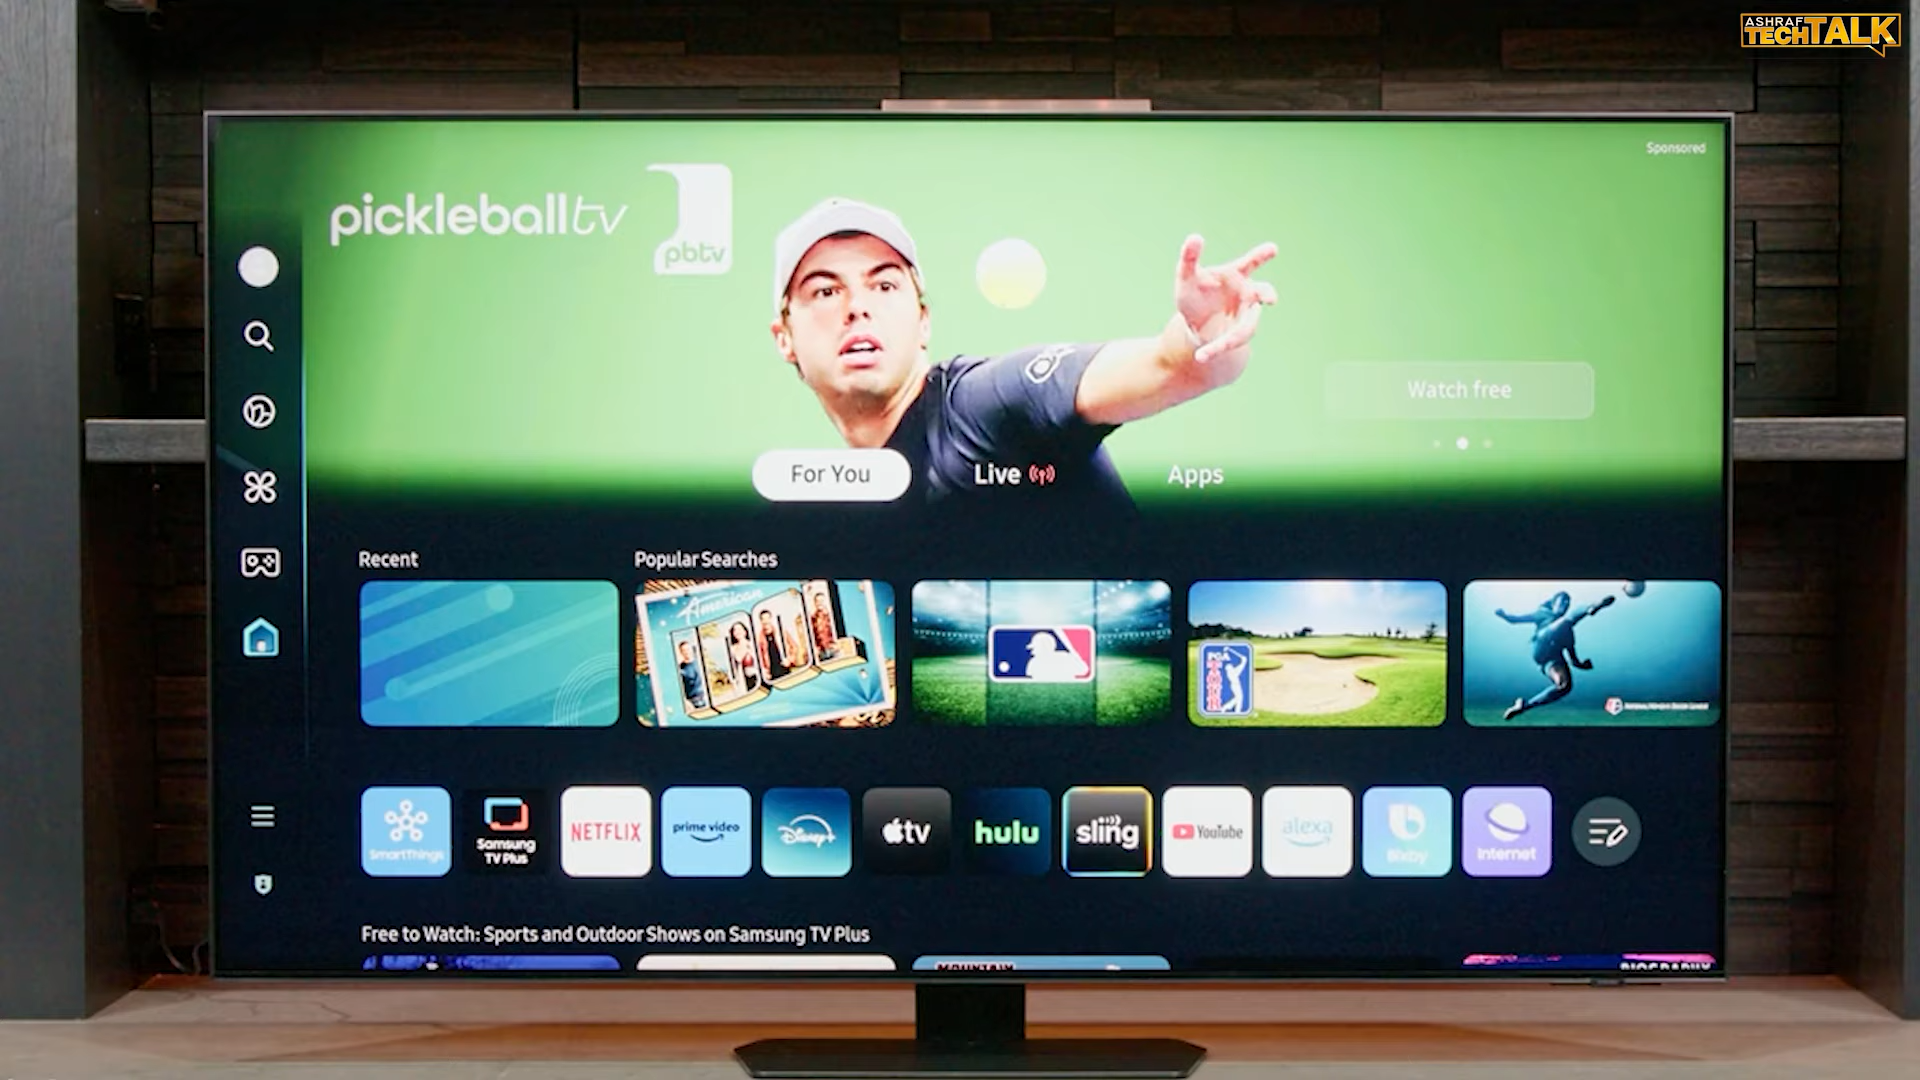 ASHRAF
TECHTALK
Sponsored
pickleballtv
pbtv
Watch free
For You
Live
Apps
Recent
Popular Searches
American
IDOL
PGA
TOUR
SmartThings
Samsung
TV Plus
NETFLIX
prime video
Disney+
tv
hulu
sling
YouTube
alexa
Bixby
Internet
Free to Watch: Sports and Outdoor Shows on Samsung TV Plus
MOUNTAIN
BIOGRAPHY